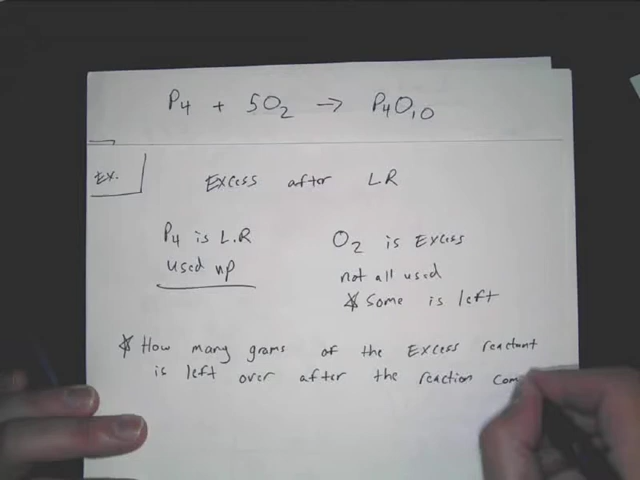 P4 + 5O2 → P4O10
Ex.
Excess after LR
P4 is L.R
used up
O2 is Excess
not all used
* Some is left
* How many grams of the Excess reactant
is left over after the reaction com